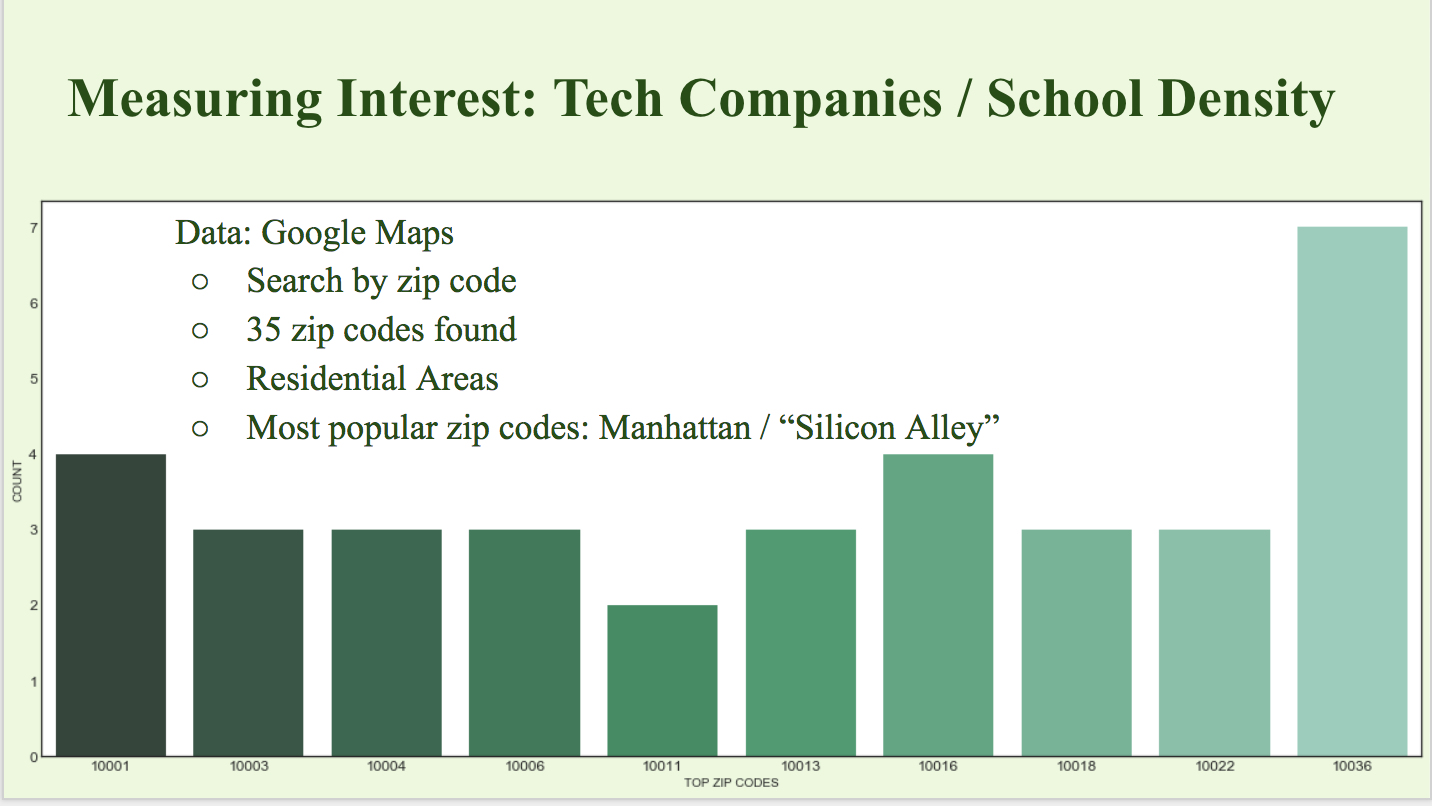 Measuring Interest: Tech Companies / School Density
Data: Google Maps
○ Search by zip code
○ 35 zip codes found
○ Residential Areas
○ Most popular zip codes: Manhattan / “Silicon Alley”
7
6
5
4
3
2
1
0
COUNT
10001 10003 10004 10006 10011 10013 10016 10018 10022 10036
TOP ZIP CODES